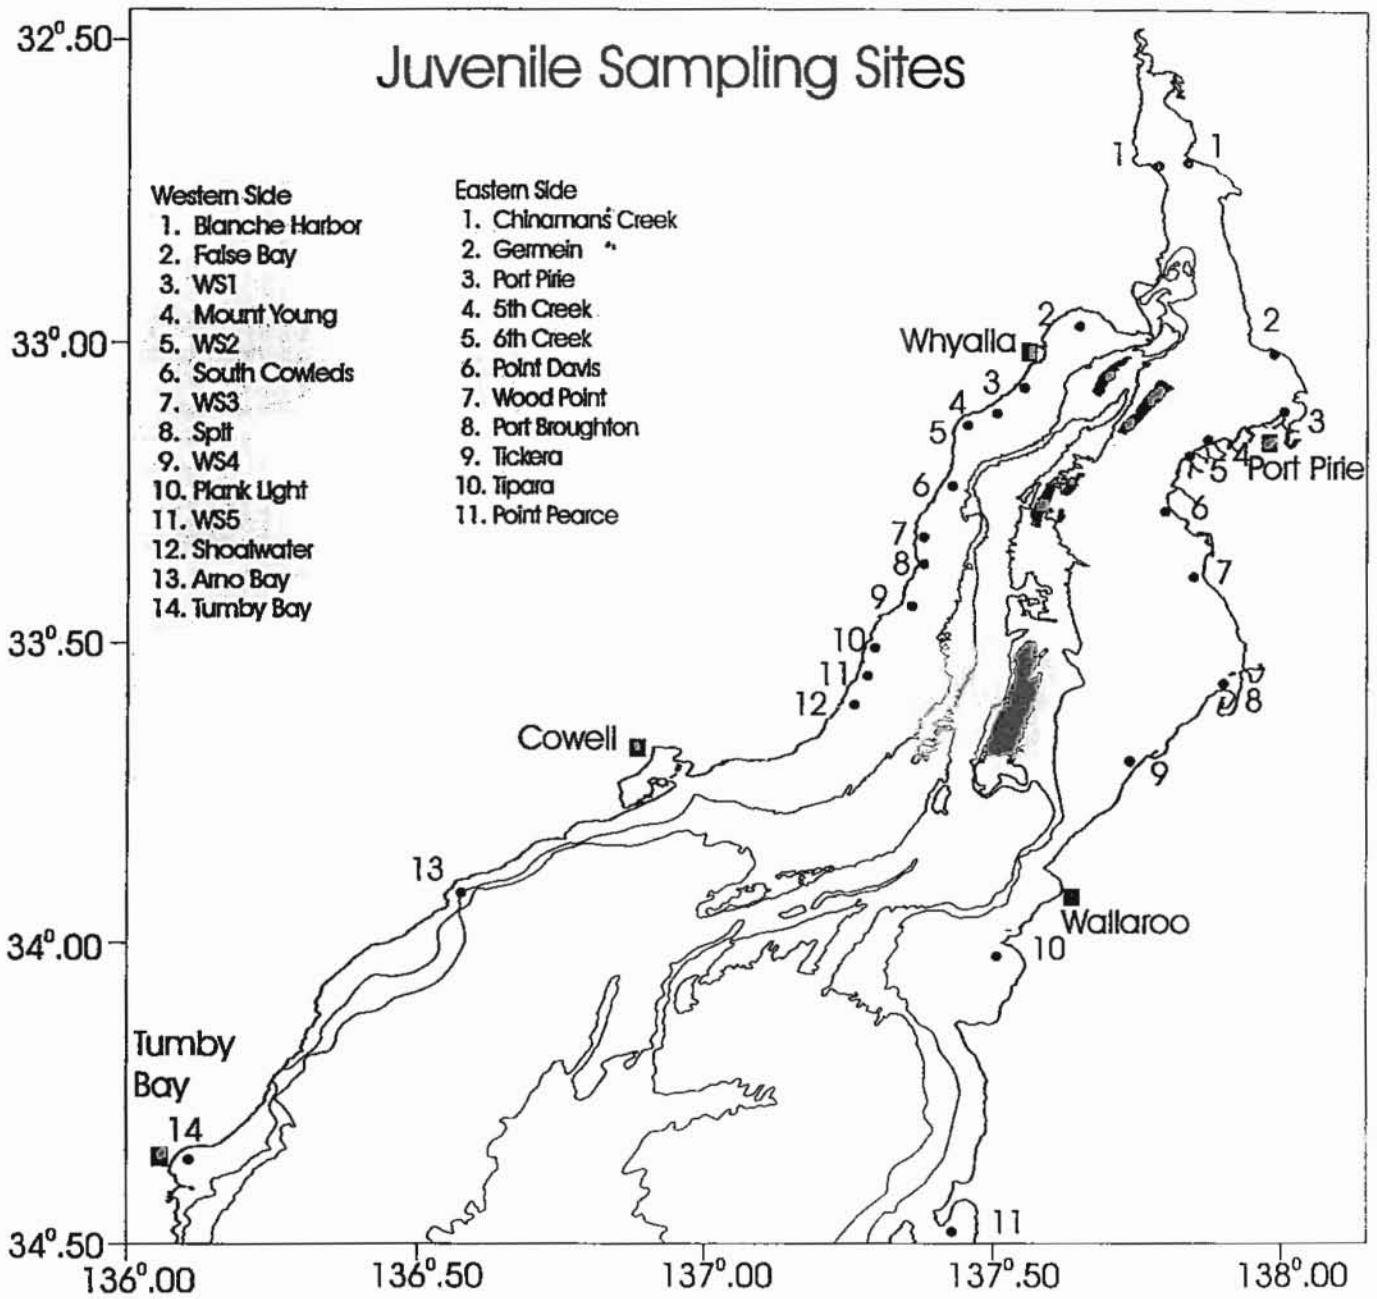 Juvenile Sampling Sites
Western Side
1. Blanche Harbor
2. False Bay
3. WS1
4. Mount Young
5. WS2
6. South Cowleds
7. WS3
8. Spit
9. WS4
10. Plank Light
11. WS5
12. Shoalwater
13. Arno Bay
14. Tumby Bay
Eastern Side
1. Chinamans Creek
2. Germein
3. Port Pirie
4. 5th Creek
5. 6th Creek
6. Point Davis
7. Wood Point
8. Port Broughton
9. Tickera
10. Tipara
11. Point Pearce
32°.50
33°.00
33°.50
34°.00
34°.50
136°.00
136°.50
137°.00
137°.50
138°.00
Whyalla
Cowell
Tumby
Bay
Port Pirie
Wallaroo
1
2
3
4
5
6
7
8
9
10
11
12
13
14
1
2
3
4
5
6
7
8
9
10
11